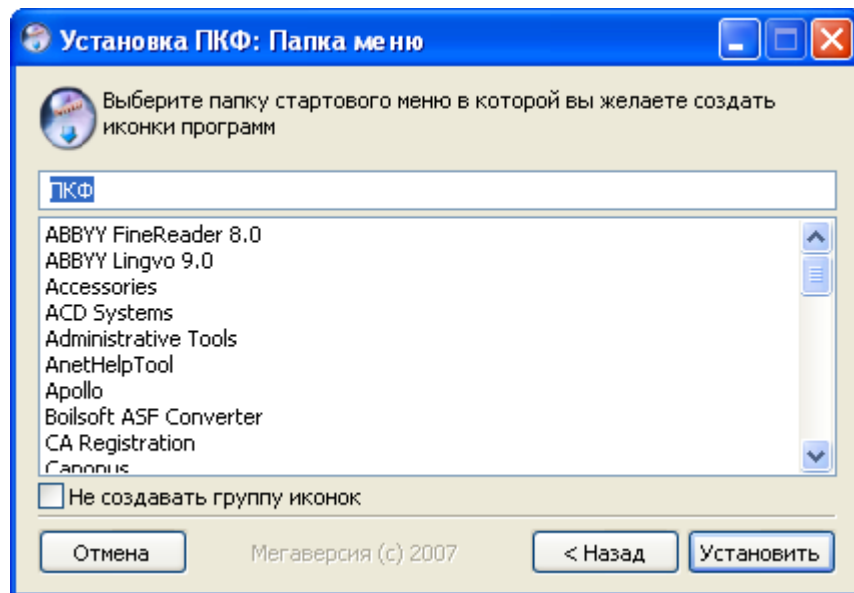 Установка ПКФ: Папка меню
Выберите папку стартового меню в которой вы желаете создать
иконки программ
ПКФ
ABBYY FineReader 8.0
ABBYY Lingvo 9.0
Accessories
ACD Systems
Administrative Tools
AnetHelpTool
Apollo
Boilsoft ASF Converter
CA Registration
Canopus
Не создавать группу иконок
Отмена
Мегаверсия (c) 2007
< Назад
Установить